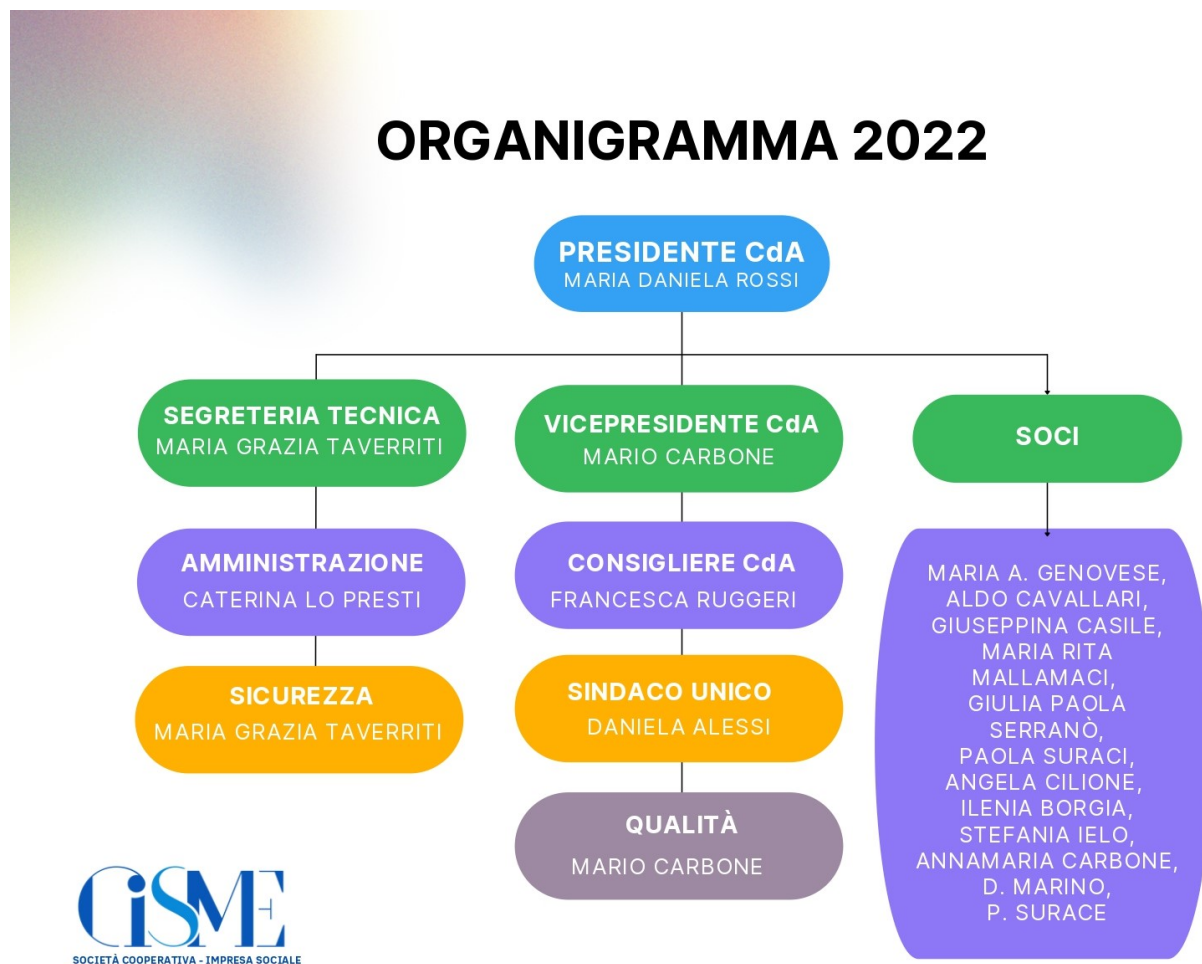 ORGANIGRAMMA 2022
PRESIDENTE CdA
MARIA DANIELA ROSSI
SEGRETERIA TECNICA
MARIA GRAZIA TAVERRITI
VICEPRESIDENTE CdA
MARIO CARBONE
SOCI
AMMINISTRAZIONE
CATERINA LO PRESTI
CONSIGLIERE CdA
FRANCESCA RUGGERI
SICUREZZA
MARIA GRAZIA TAVERRITI
SINDACO UNICO
DANIELA ALESSI
QUALITÀ
MARIO CARBONE
MARIA A. GENOVESE,
ALDO CAVALLARI,
GIUSEPPINA CASILE,
MARIA RITA
MALLAMACI,
GIULIA PAOLA
SERRANÒ,
PAOLA SURACI,
ANGELA CILIONE,
ILENIA BORGIA,
STEFANIA IELO,
ANNAMARIA CARBONE,
D. MARINO,
P. SURACE
CiSME
SOCIETÀ COOPERATIVA - IMPRESA SOCIALE